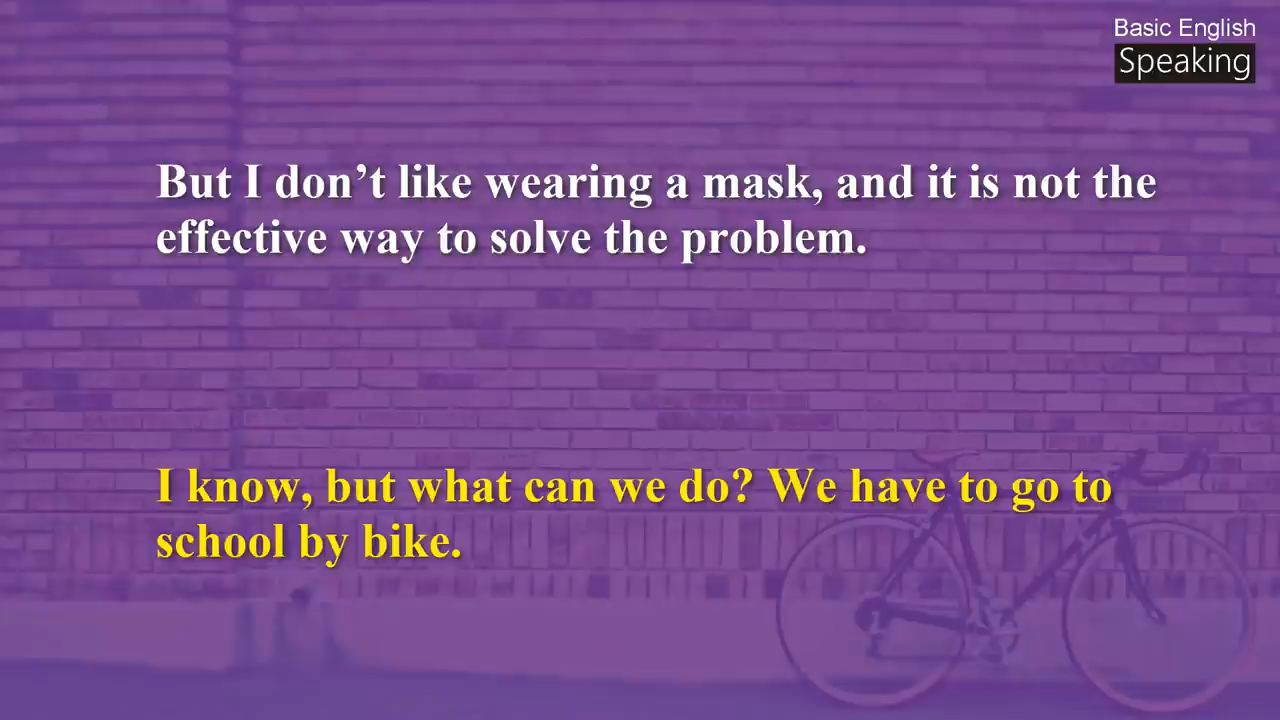 Basic English
Speaking
But I don’t like wearing a mask, and it is not the
effective way to solve the problem.
I know, but what can we do? We have to go to
school by bike.